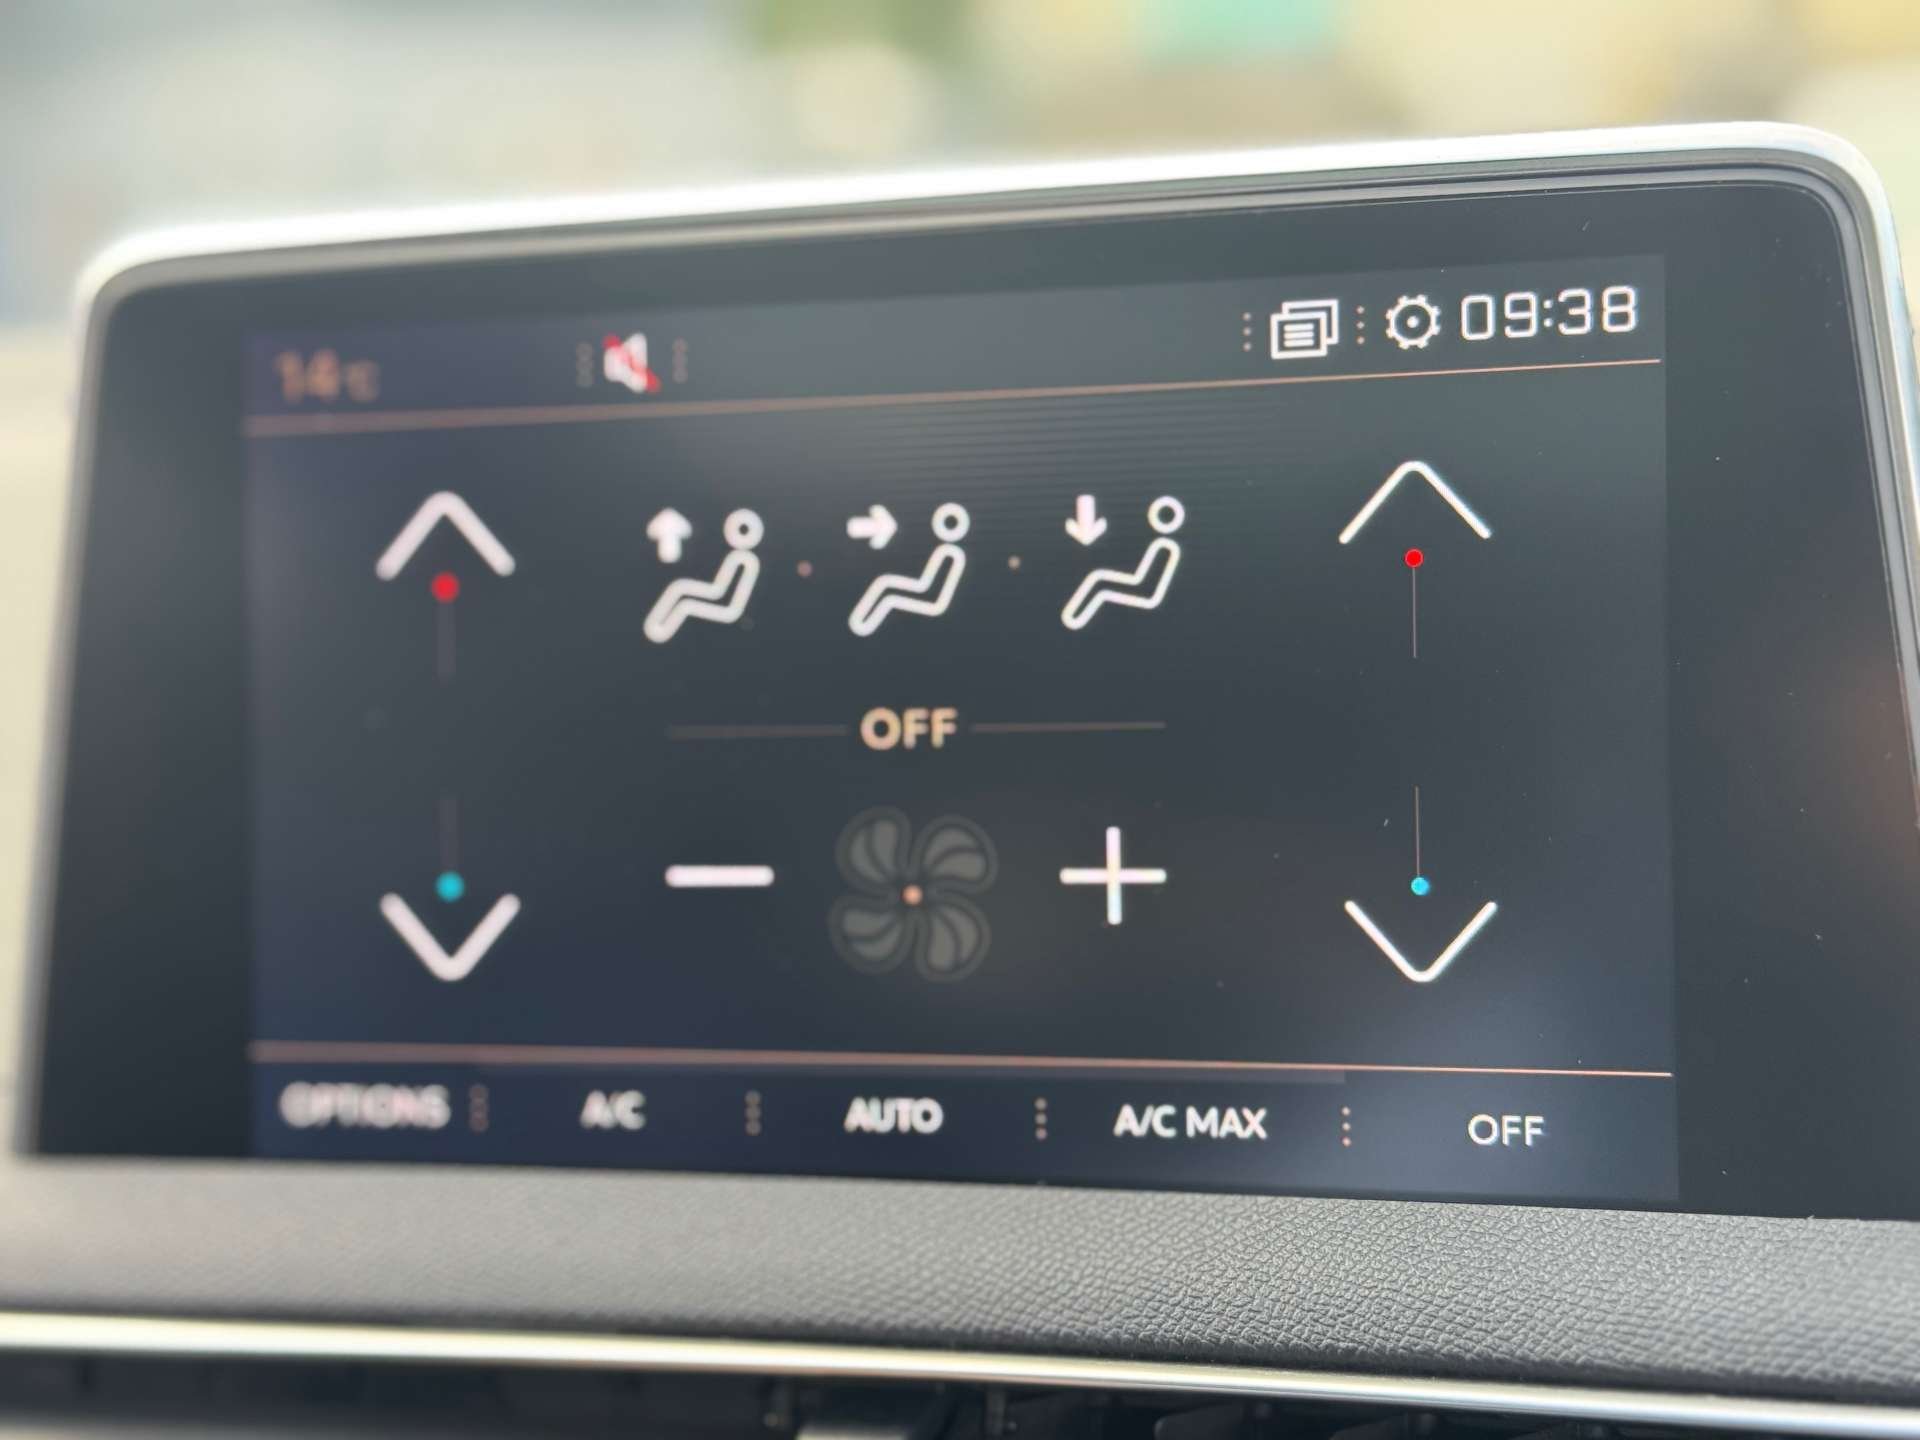 14°C 09:38
OFF
OPTIONS A/C AUTO A/C MAX OFF